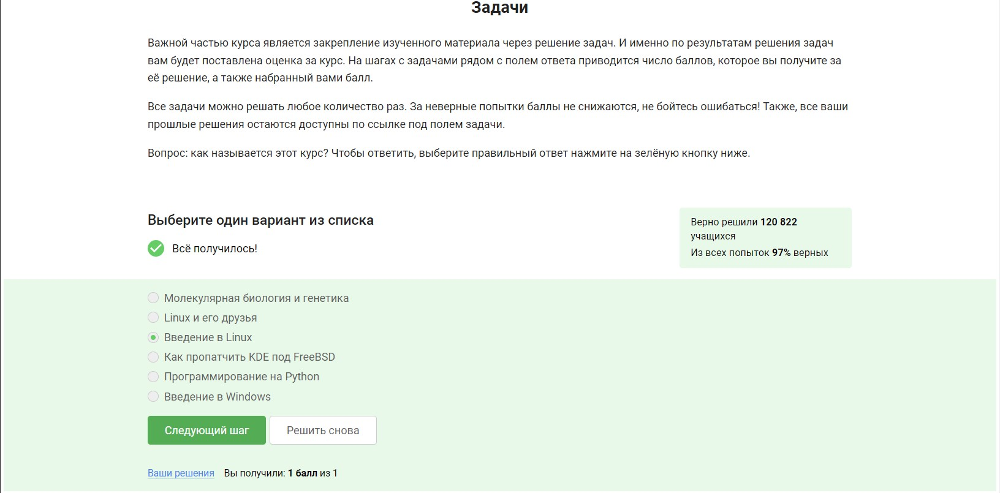 Задачи
Важной частью курса является закрепление изученного материала через решение задач. И именно по результатам решения задач
вам будет поставлена оценка за курс. На шагах с задачами рядом с полем ответа приводится число баллов, которое вы получите за
её решение, а также набранный вами балл.
Все задачи можно решать любое количество раз. За неверные попытки баллы не снижаются, не бойтесь ошибаться! Также, все ваши
прошлые решения остаются доступны по ссылке под полем задачи.
Вопрос: как называется этот курс? Чтобы ответить, выберите правильный ответ нажмите на зелёную кнопку ниже.
Выберите один вариант из списка
Всё получилось!
Верно решили 120 822
учащихся
Из всех попыток 97% верных
Молекулярная биология и генетика
Linux и его друзья
Введение в Linux
Как пропатчить KDE под FreeBSD
Программирование на Python
Введение в Windows
Следующий шаг
Решить снова
Ваши решения Вы получили: 1 балл из 1